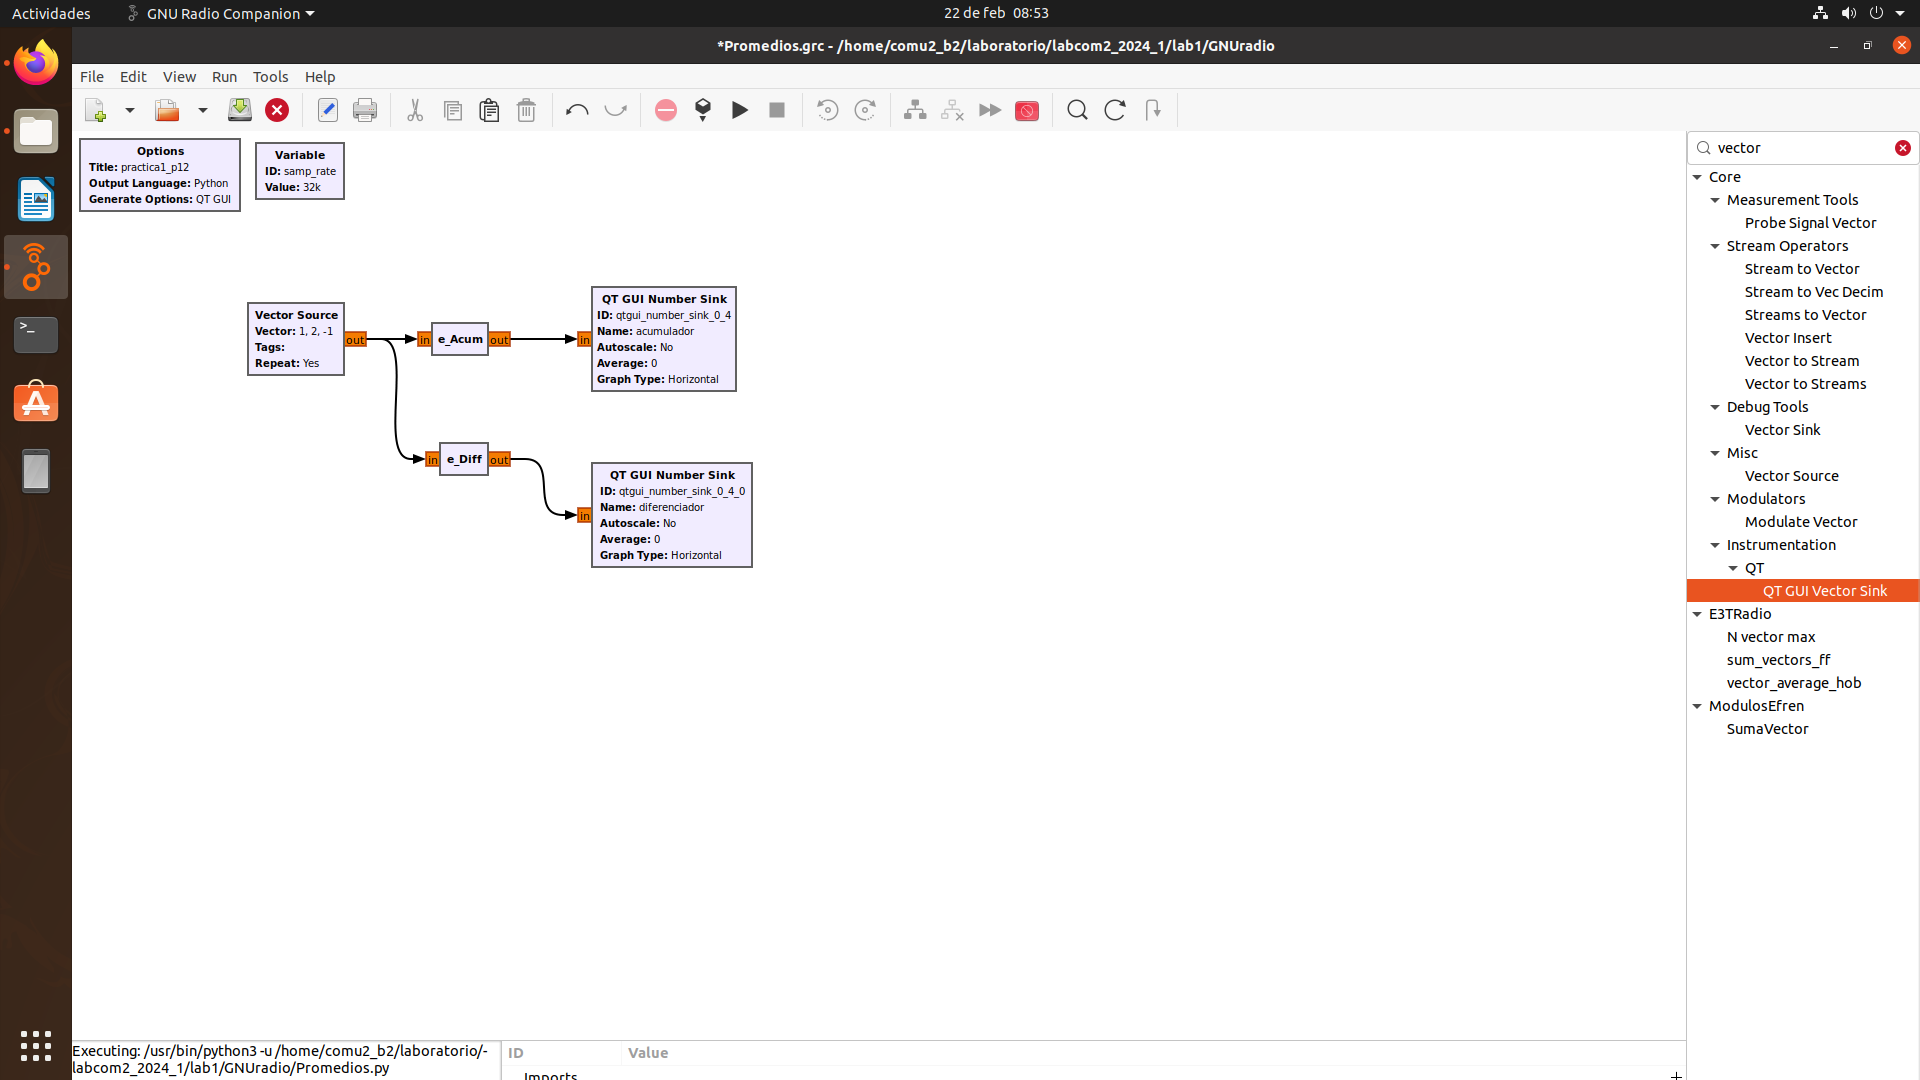 Actividades
GNU Radio Companion
22 de feb 08:53
*Promedios.grc - /home/comu2_b2/laboratorio/labcom2_2024_1/lab1/GNUradio
File Edit View Run Tools Help
Options
Title: practica1_p12
Output Language: Python
Generate Options: QT GUI
Variable
ID: samp_rate
Value: 32k
Vector Source
Vector: 1, 2, -1
Tags:
Repeat: Yes
out
in
e_Acum
out
in
QT GUI Number Sink
ID: qtgui_number_sink_0_4
Name: acumulador
Autoscale: No
Average: 0
Graph Type: Horizontal
in
e_Diff
out
in
QT GUI Number Sink
ID: qtgui_number_sink_0_4_0
Name: diferenciador
Autoscale: No
Average: 0
Graph Type: Horizontal
vector
Core
Measurement Tools
Probe Signal Vector
Stream Operators
Stream to Vector
Stream to Vec Decim
Streams to Vector
Vector Insert
Vector to Stream
Vector to Streams
Debug Tools
Vector Sink
Misc
Vector Source
Modulators
Modulate Vector
Instrumentation
QT
QT GUI Vector Sink
E3TRadio
N vector max
sum_vectors_ff
vector_average_hob
ModulosEfren
SumaVector
Executing: /usr/bin/python3 -u /home/comu2_b2/laboratorio/-
labcom2_2024_1/lab1/GNUradio/Promedios.py
ID Value
Imports